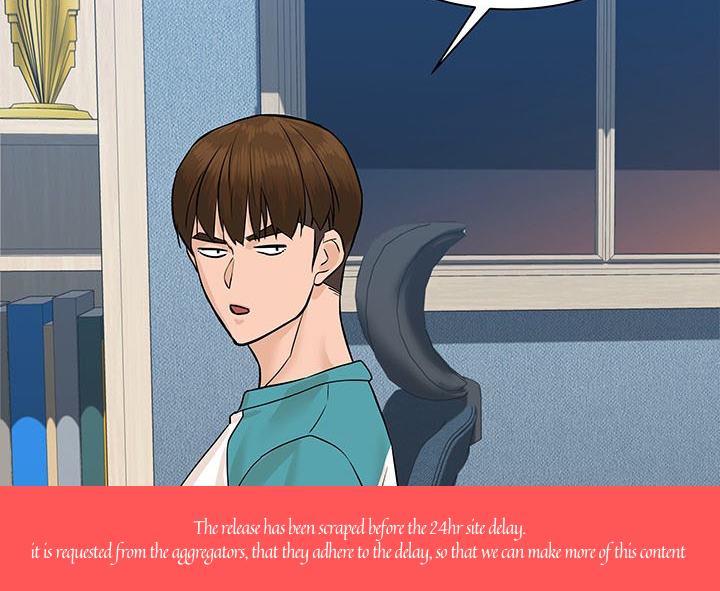 The release has been scraped before the 24hr site delay.
it is requested from the aggregators, that they adhere to the delay, so that we can make more of this content